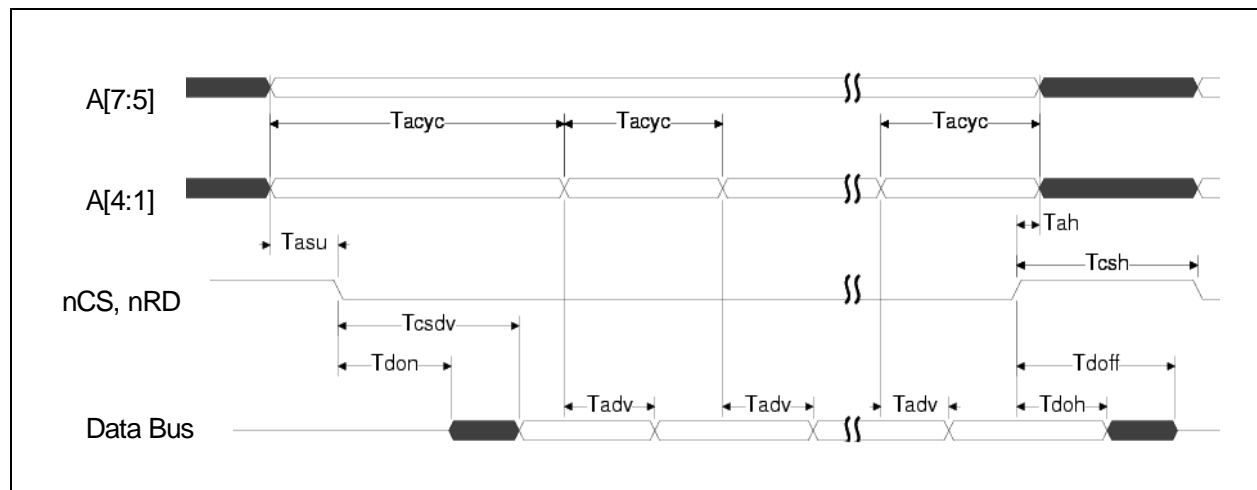 A[7:5]
Tacyc Tacyc Tacyc
A[4:1]
Tasu Tah
Tcsh
nCS, nRD
Tcsdv
Tdon Tdoff
Tadv Tadv Tadv Tdoh
Data Bus